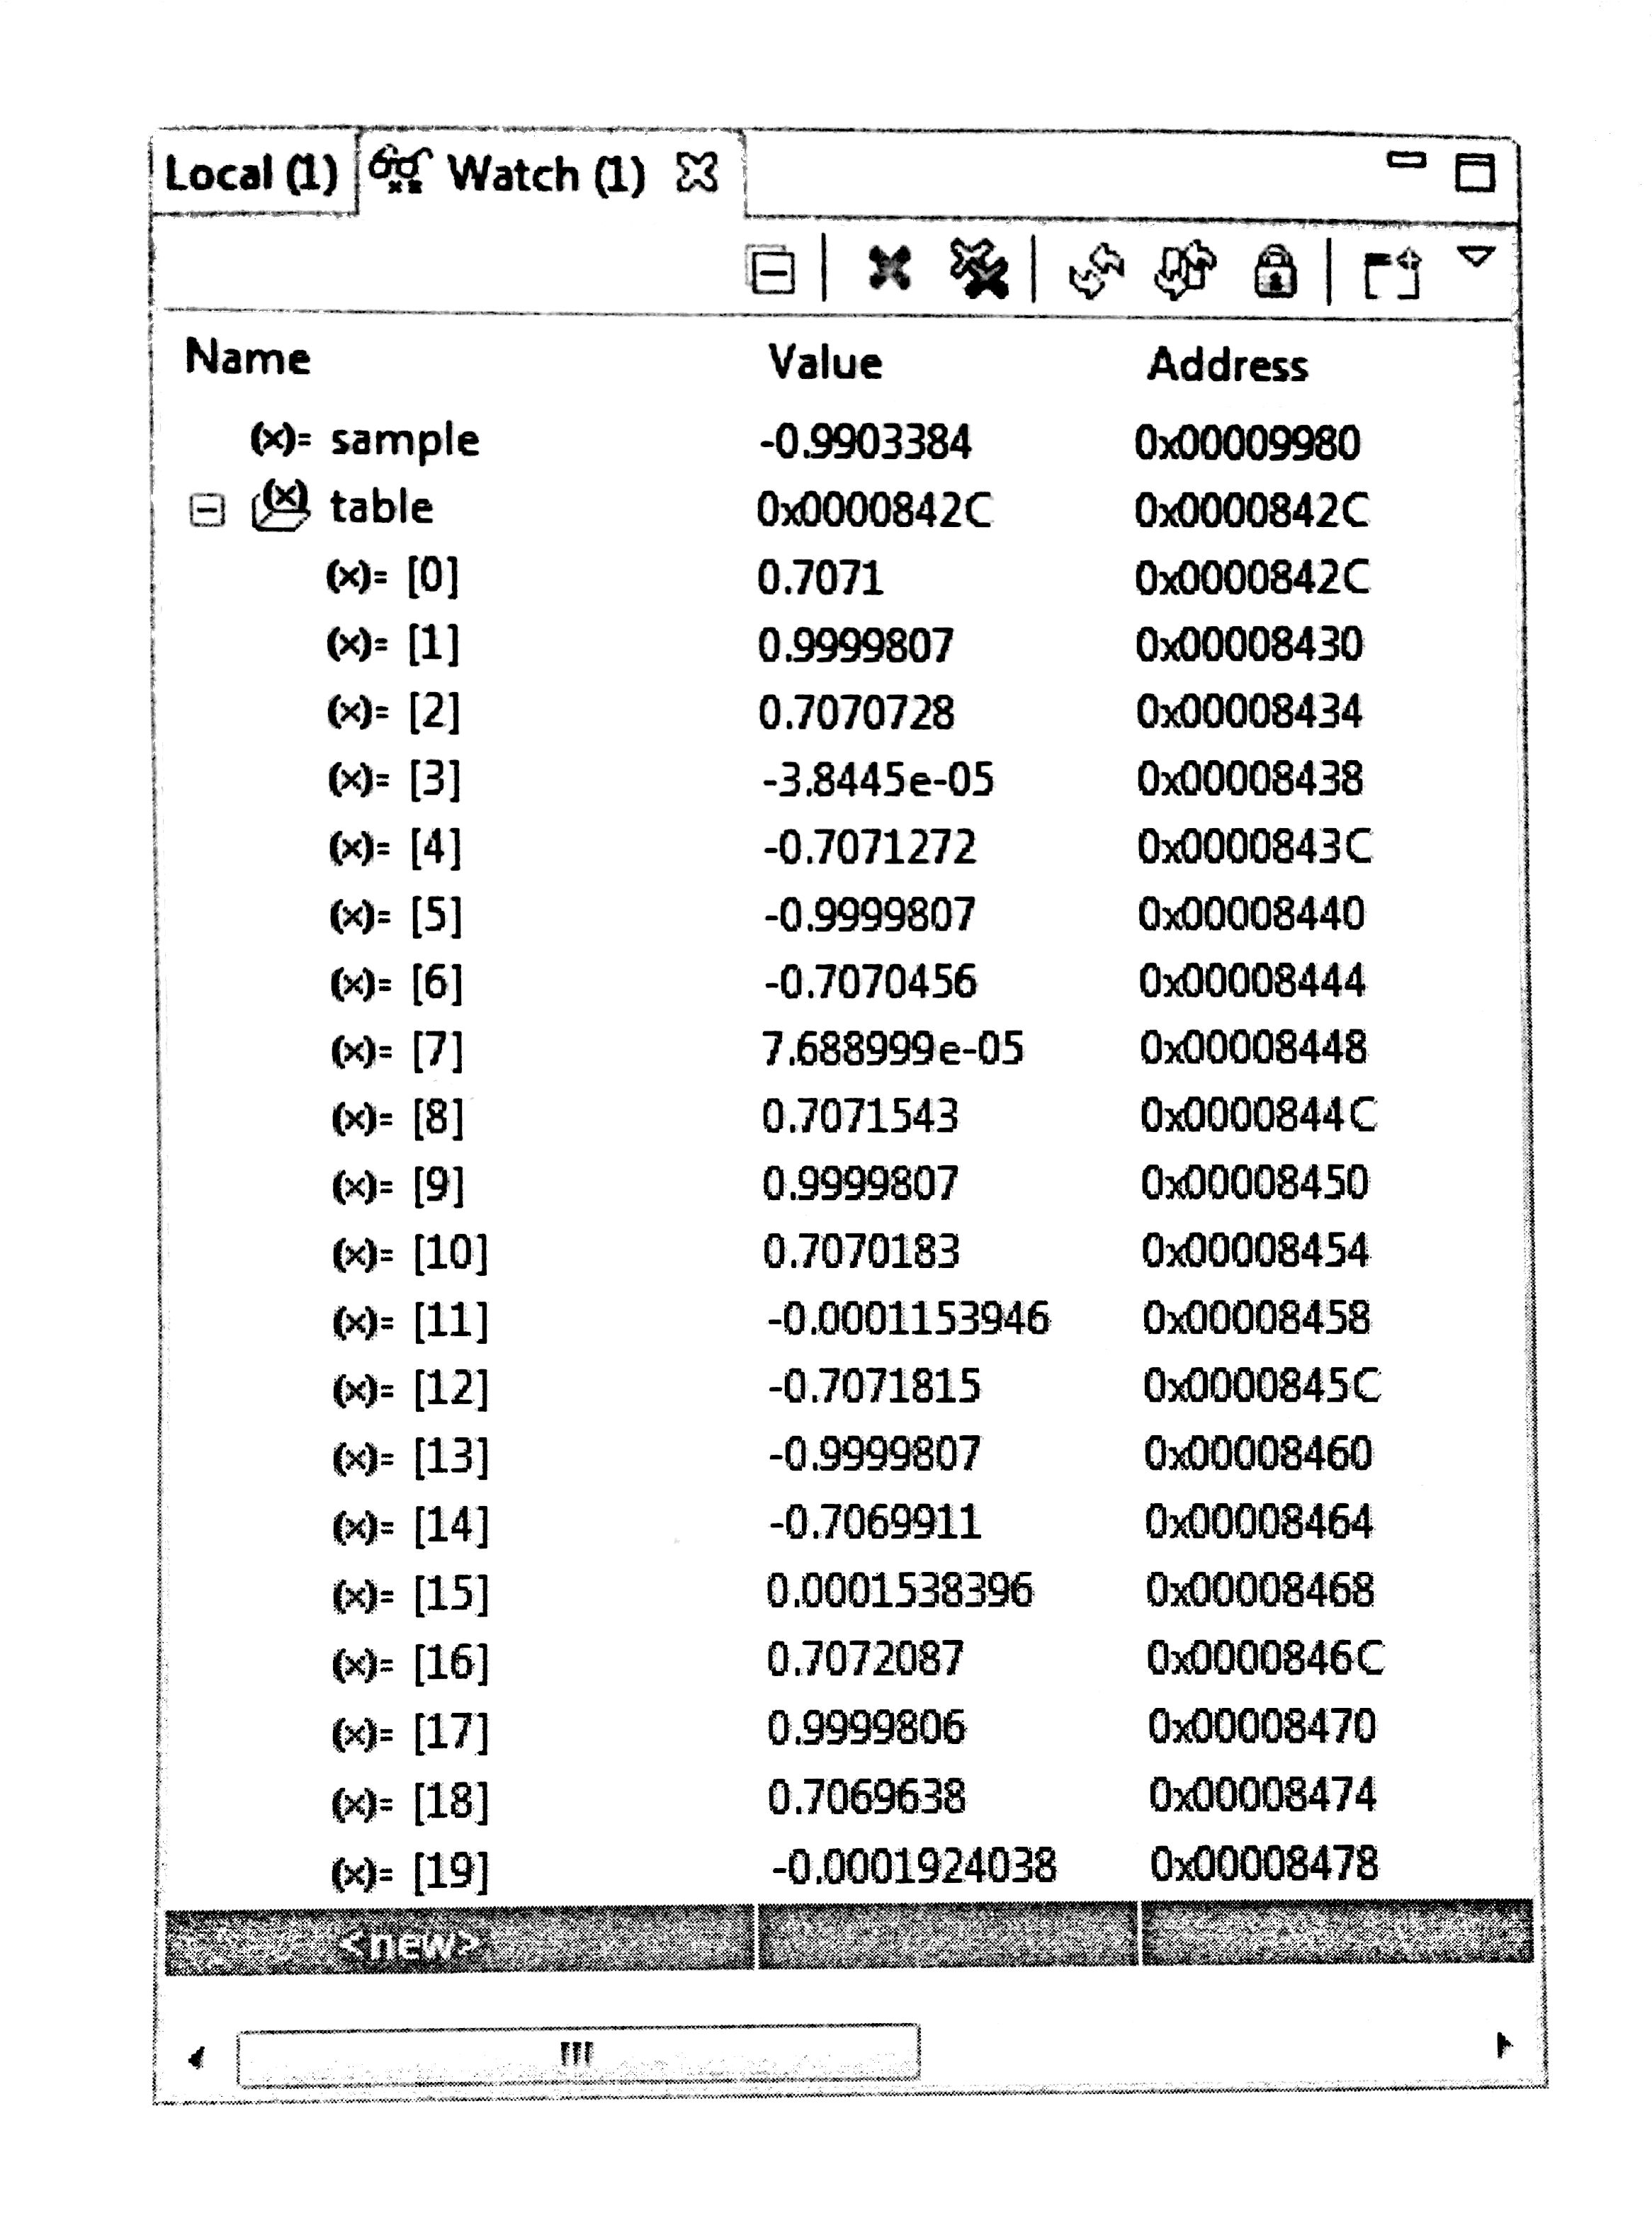 Local (1) Watch (1)
Name Value Address
(x)= sample -0.9903384 0x00009980
(x) table 0x0000842C 0x0000842C
(x)= [0] 0.7071 0x0000842C
(x)= [1] 0.9999807 0x00008430
(x)= [2] 0.7070728 0x00008434
(x)= [3] -3.8445e-05 0x00008438
(x)= [4] -0.7071272 0x0000843C
(x)= [5] -0.9999807 0x00008440
(x)= [6] -0.7070456 0x00008444
(x)= [7] 7.688999e-05 0x00008448
(x)= [8] 0.7071543 0x0000844C
(x)= [9] 0.9999807 0x00008450
(x)= [10] 0.7070183 0x00008454
(x)= [11] -0.0001153946 0x00008458
(x)= [12] -0.7071815 0x0000845C
(x)= [13] -0.9999807 0x00008460
(x)= [14] -0.7069911 0x00008464
(x)= [15] 0.0001538396 0x00008468
(x)= [16] 0.7072087 0x0000846C
(x)= [17] 0.9999806 0x00008470
(x)= [18] 0.7069638 0x00008474
(x)= [19] -0.0001924038 0x00008478
<new>